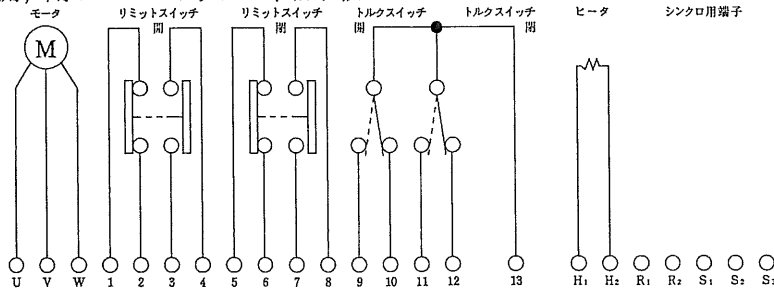 モータ
リミットスイッチ
開
リミットスイッチ
閉
トルクスイッチ
開
トルクスイッチ
閉
ヒータ
シンクロ用端子
M
U V W 1 2 3 4 5 6 7 8 9 10 11 12 13 H₁ H₂ R₁ R₂ S₁ S₂